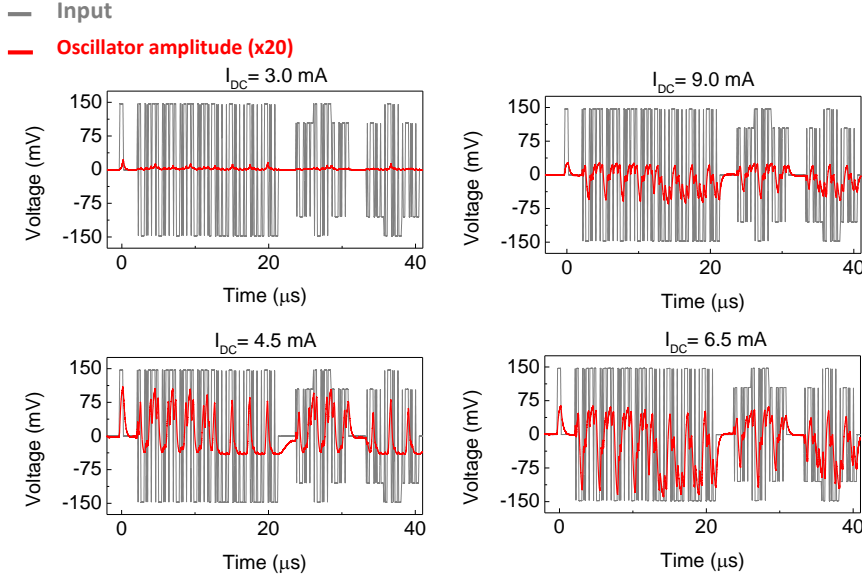 Input
Oscillator amplitude (x20)
I_DC= 3.0 mA
150
75
0
-75
-150
Voltage (mV)
0
20
40
Time (μs)
I_DC= 9.0 mA
150
75
0
-75
-150
Voltage (mV)
0
20
40
Time (μs)
I_DC= 4.5 mA
150
75
0
-75
-150
Voltage (mV)
0
20
40
Time (μs)
I_DC= 6.5 mA
150
75
0
-75
-150
Voltage (mV)
0
20
40
Time (μs)